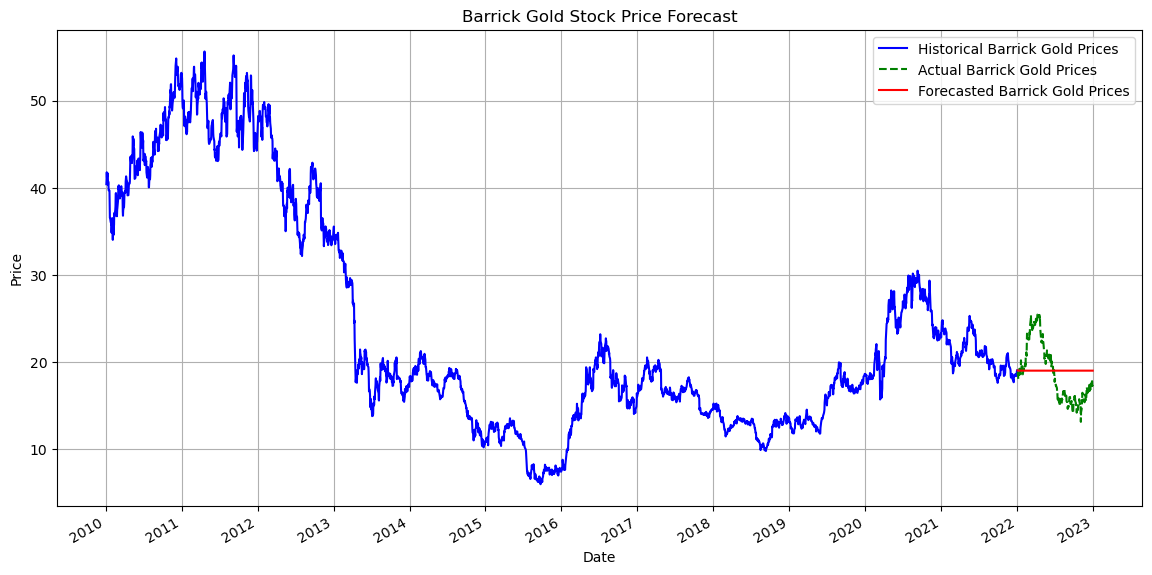 Barrick Gold Stock Price Forecast
Historical Barrick Gold Prices
Actual Barrick Gold Prices
Forecasted Barrick Gold Prices
Price
50
40
30
20
10
2010 2011 2012 2013 2014 2015 2016 2017 2018 2019 2020 2021 2022 2023
Date